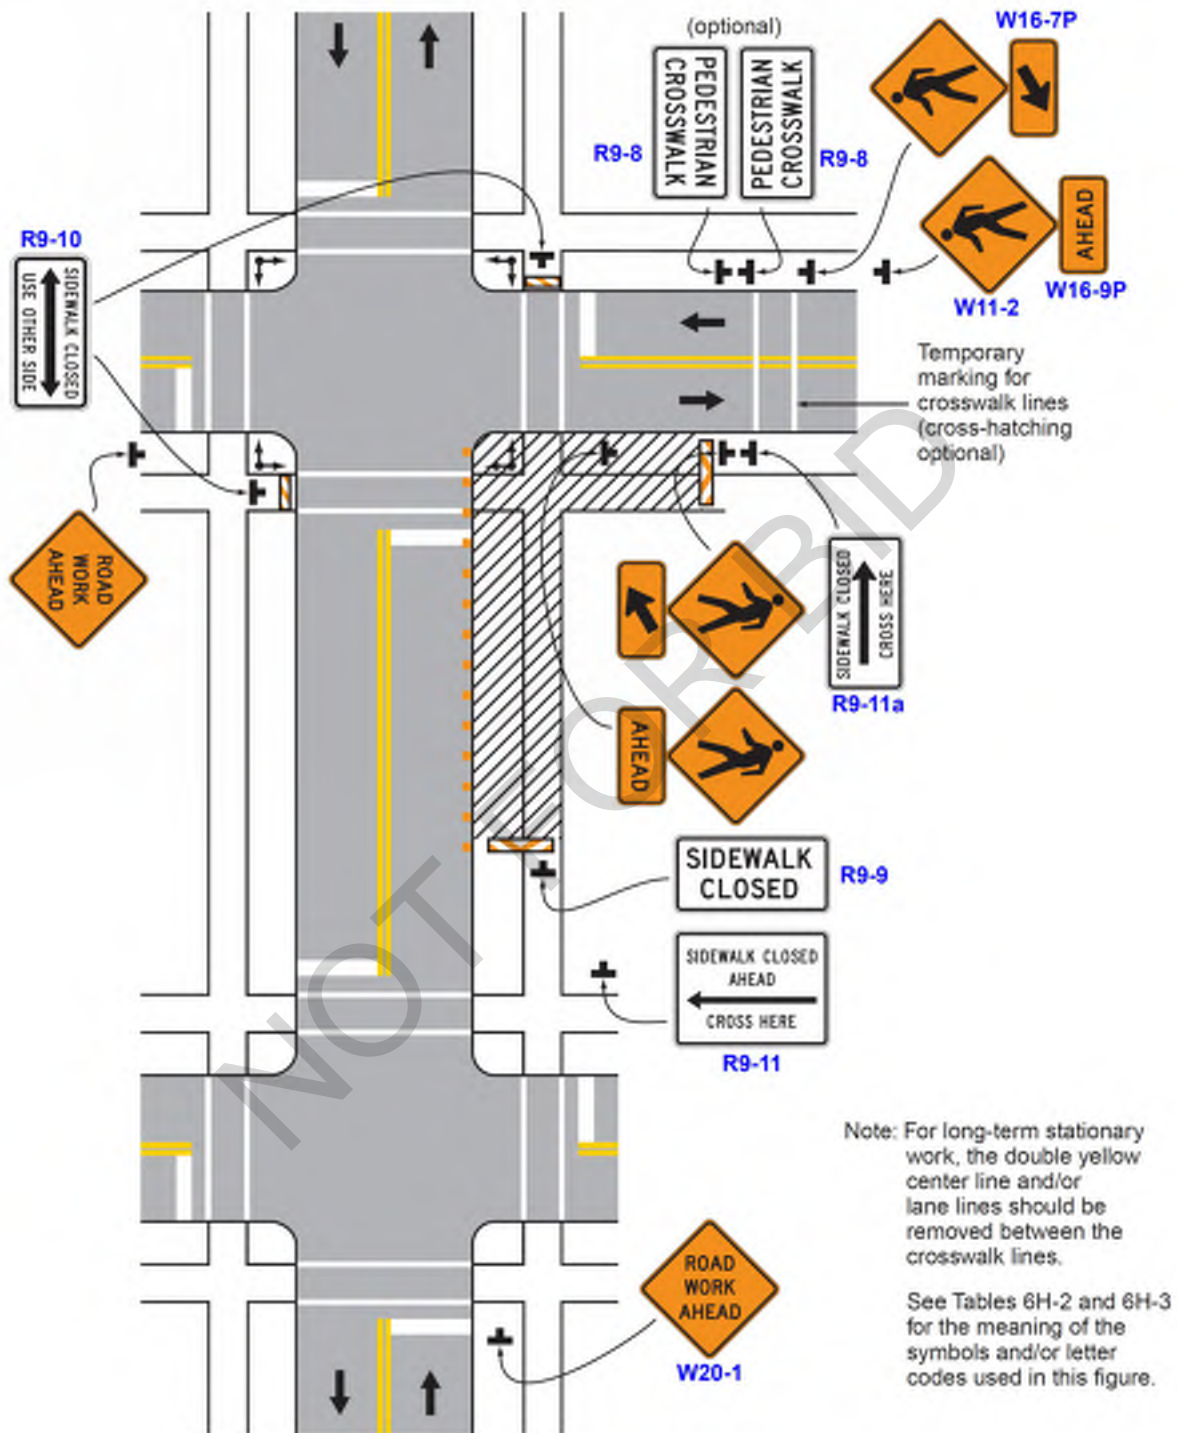 (optional)
W16-7P
PEDESTRIAN
CROSSWALK
PEDESTRIAN
CROSSWALK
R9-8
R9-8
AHEAD
W16-9P
W11-2
R9-10
SIDEWALK CLOSED
USE OTHER SIDE
Temporary
marking for
crosswalk lines
(cross-hatching
optional)
ROAD
WORK
AHEAD
SIDEWALK CLOSED
CROSS HERE
R9-11a
AHEAD
SIDEWALK
CLOSED
R9-9
SIDEWALK CLOSED
AHEAD
CROSS HERE
R9-11
NOT FOR BID
Note: For long-term stationary
work, the double yellow
center line and/or
lane lines should be
removed between the
crosswalk lines.
See Tables 6H-2 and 6H-3
for the meaning of the
symbols and/or letter
codes used in this figure.
ROAD
WORK
AHEAD
W20-1